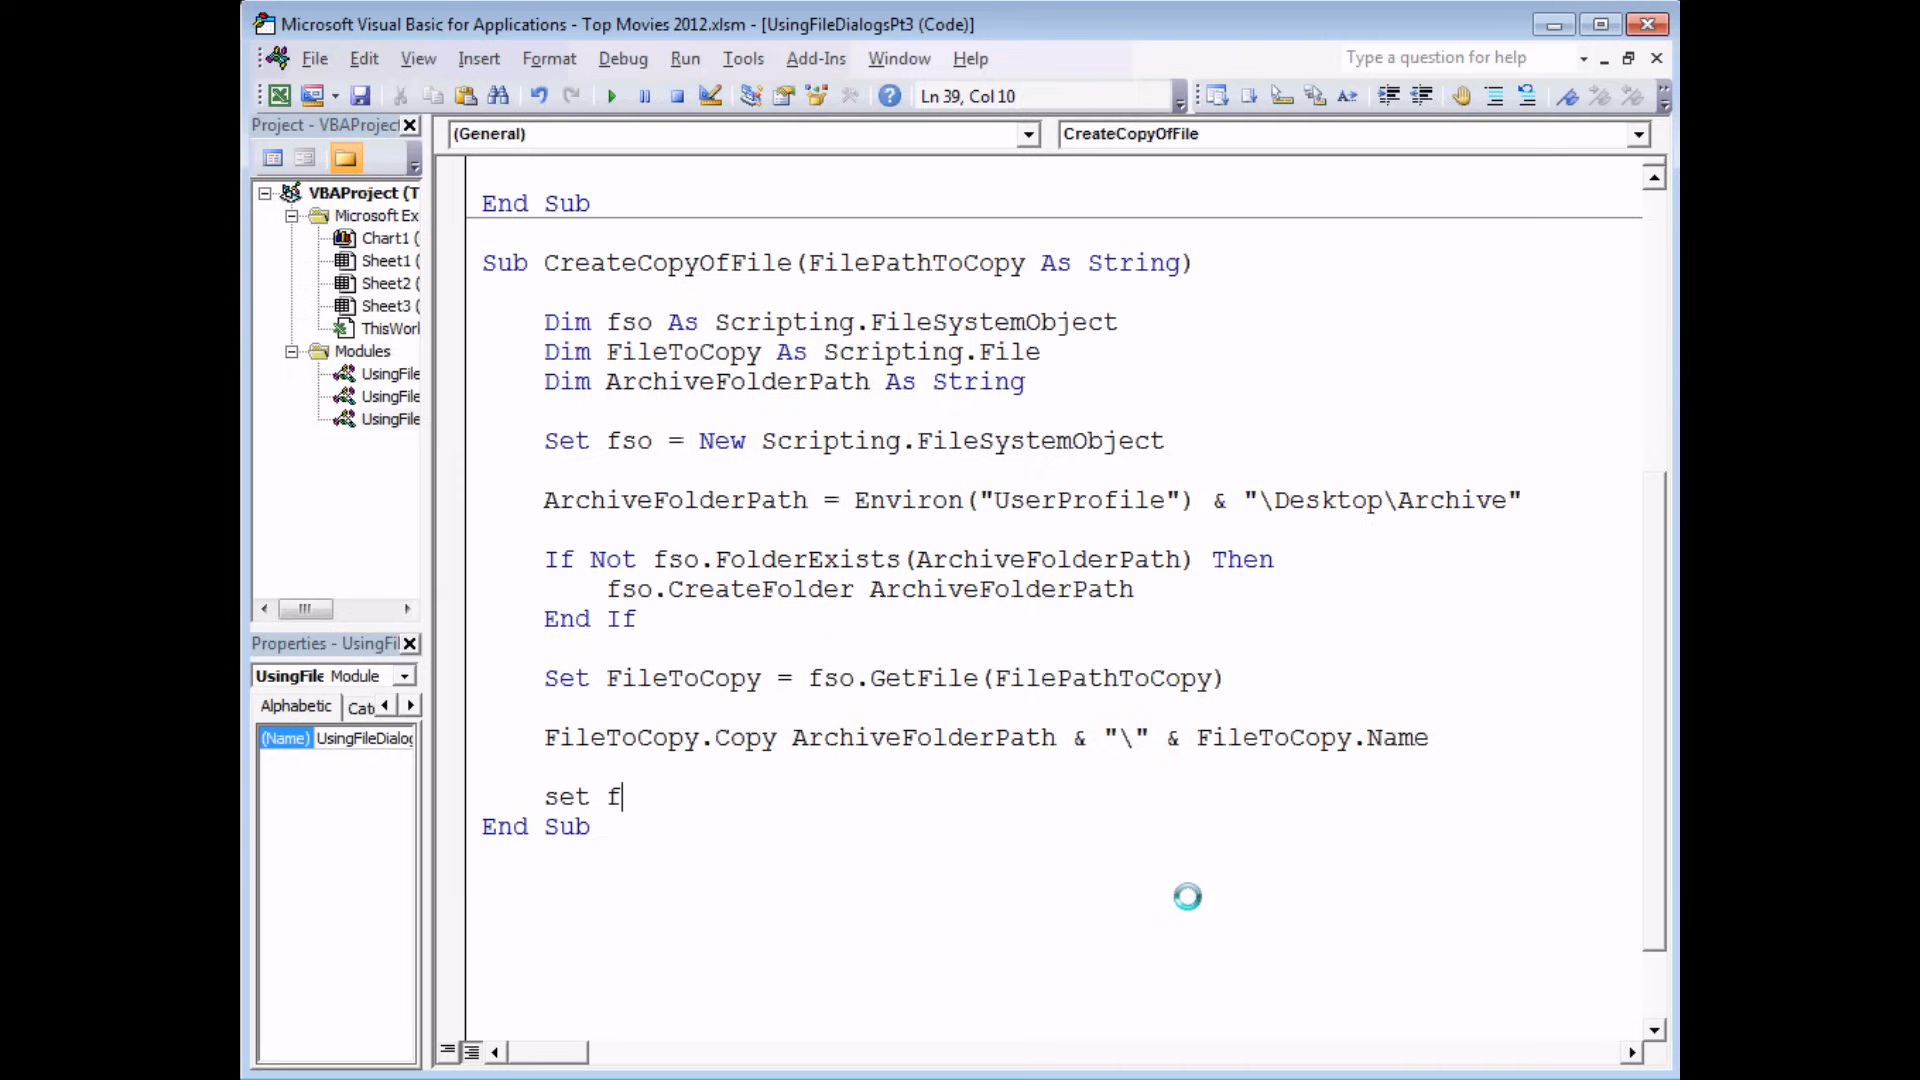 Microsoft Visual Basic for Applications - Top Movies 2012.xlsm - [UsingFileDialogsPt3 (Code)]
File Edit View Insert Format Debug Run Tools Add-Ins Window Help
Type a question for help
Ln 39, Col 10
Project - VBAProject
(General)
CreateCopyOfFile
VBAProject (T
Microsoft Ex
Chart1 (
Sheet1 (
Sheet2 (
Sheet3 (
ThisWor
Modules
UsingFile
UsingFile
UsingFile
Properties - UsingFil
UsingFile Module
Alphabetic Cat
(Name) UsingFileDialog
End Sub
Sub CreateCopyOfFile(FilePathToCopy As String)
Dim fso As Scripting.FileSystemObject
Dim FileToCopy As Scripting.File
Dim ArchiveFolderPath As String
Set fso = New Scripting.FileSystemObject
ArchiveFolderPath = Environ("UserProfile") & "\Desktop\Archive"
If Not fso.FolderExists(ArchiveFolderPath) Then
fso.CreateFolder ArchiveFolderPath
End If
Set FileToCopy = fso.GetFile(FilePathToCopy)
FileToCopy.Copy ArchiveFolderPath & "\" & FileToCopy.Name
set f
End Sub